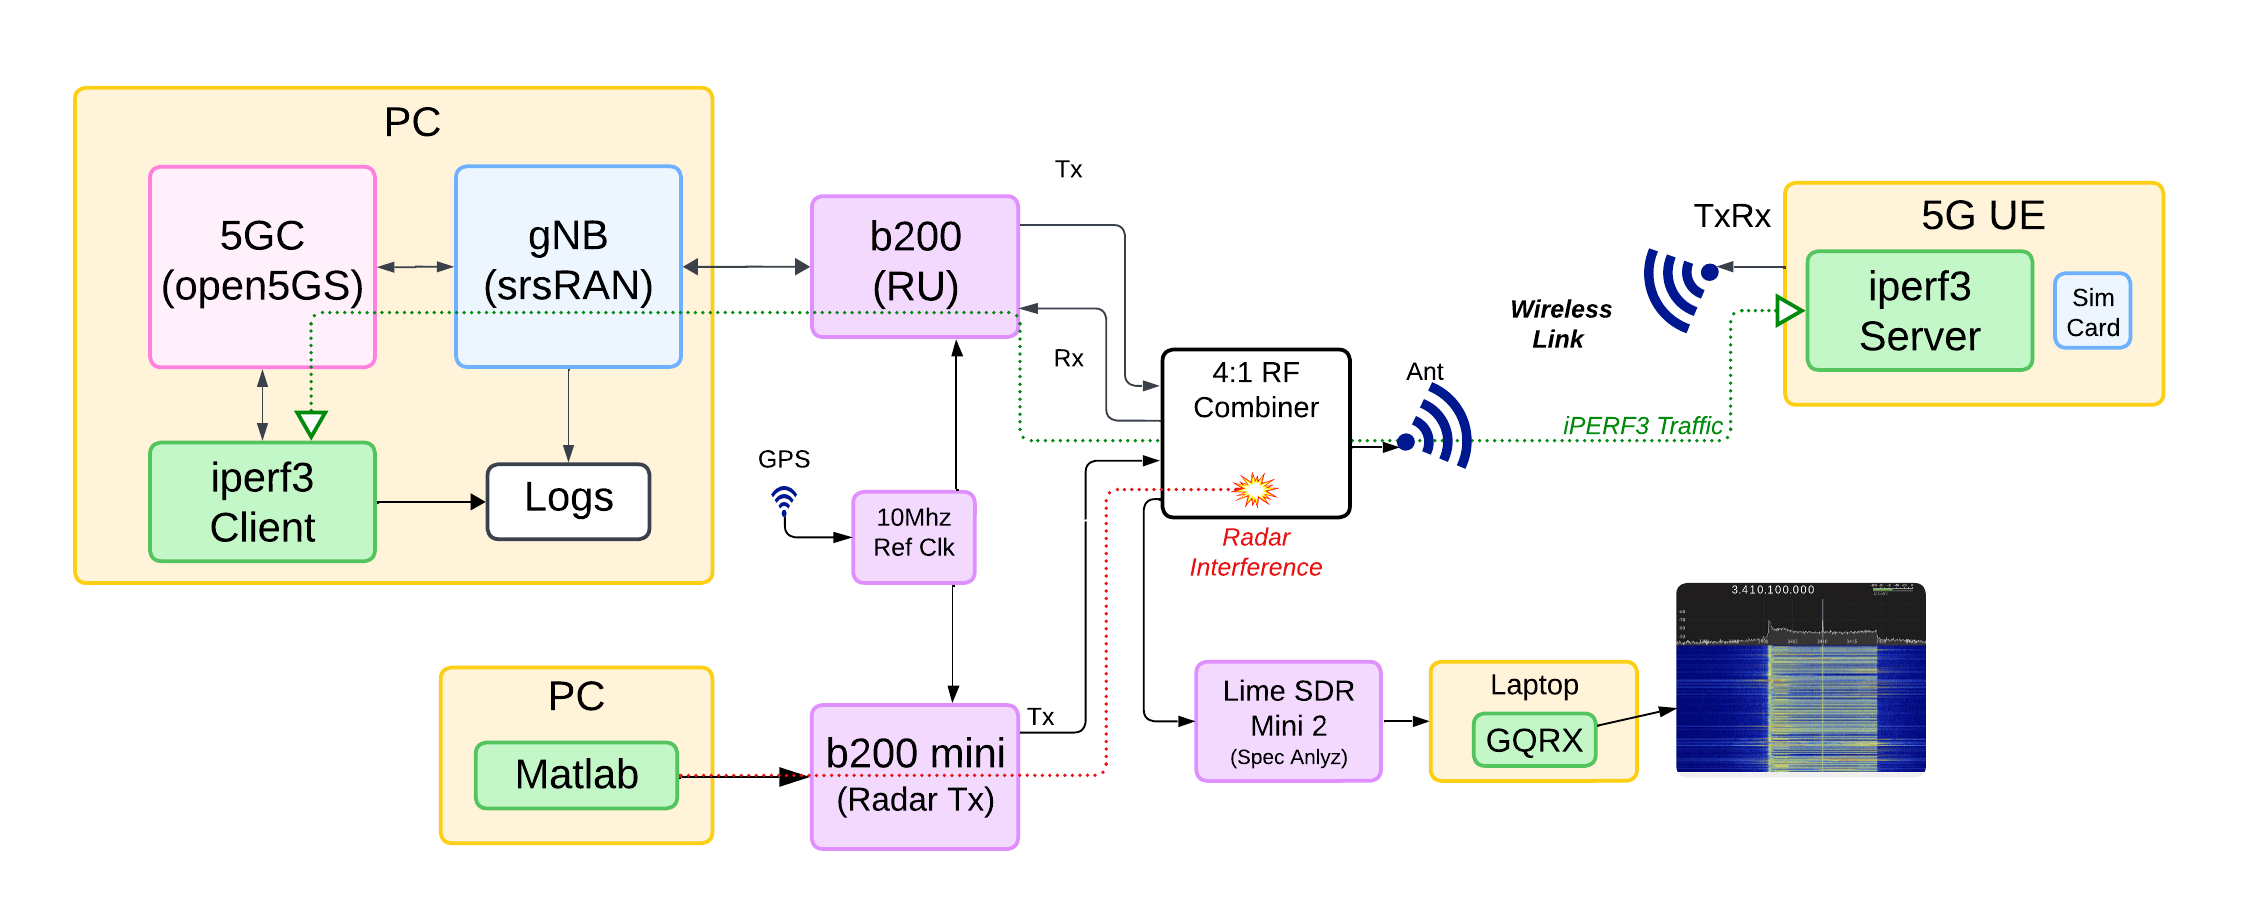 PC
5GC
(open5GS)
gNB
(srsRAN)
iperf3
Client
Logs
b200
(RU)
Tx
Rx
GPS
10Mhz
Ref Clk
4:1 RF
Combiner
Radar
Interference
Ant
Wireless
Link
iPERF3 Traffic
TxRx
5G UE
iperf3
Server
Sim
Card
PC
Matlab
b200 mini
(Radar Tx)
Tx
Lime SDR
Mini 2
(Spec Anlyz)
Laptop
GQRX
3.410.100.000